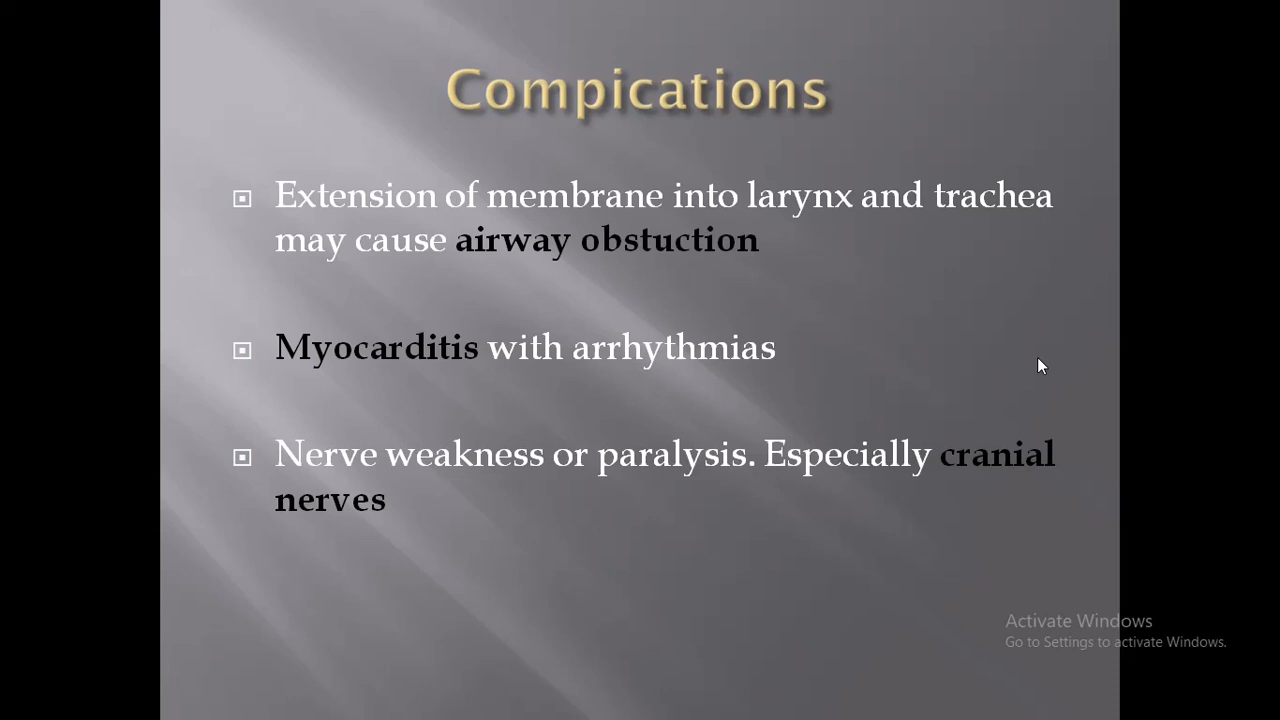 Compications
Extension of membrane into larynx and trachea
may cause airway obstuction
Myocarditis with arrhythmias
Nerve weakness or paralysis. Especially cranial
nerves
Activate Windows
Go to Settings to activate Windows.